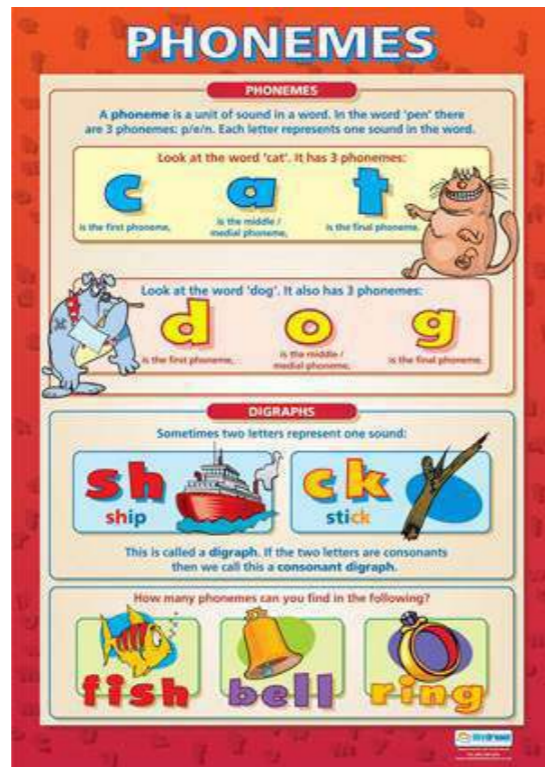 PHONEMES
PHONEMES
A phoneme is a unit of sound in a word. In the word 'pen' there
are 3 phonemes: p/e/n. Each letter represents one sound in the word.
Look at the word 'cat'. It has 3 phonemes:
c a t
is the first phoneme,
is the middle /
medial phoneme,
is the final phoneme.
Look at the word 'dog'. It also has 3 phonemes:
d o g
is the first phoneme,
is the middle /
medial phoneme,
is the final phoneme.
DIGRAPHS
Sometimes two letters represent one sound:
sh
ship
ck
stick
This is called a digraph. If the two letters are consonants
then we call this a consonant digraph.
How many phonemes can you find in the following?
fish
bell
ring